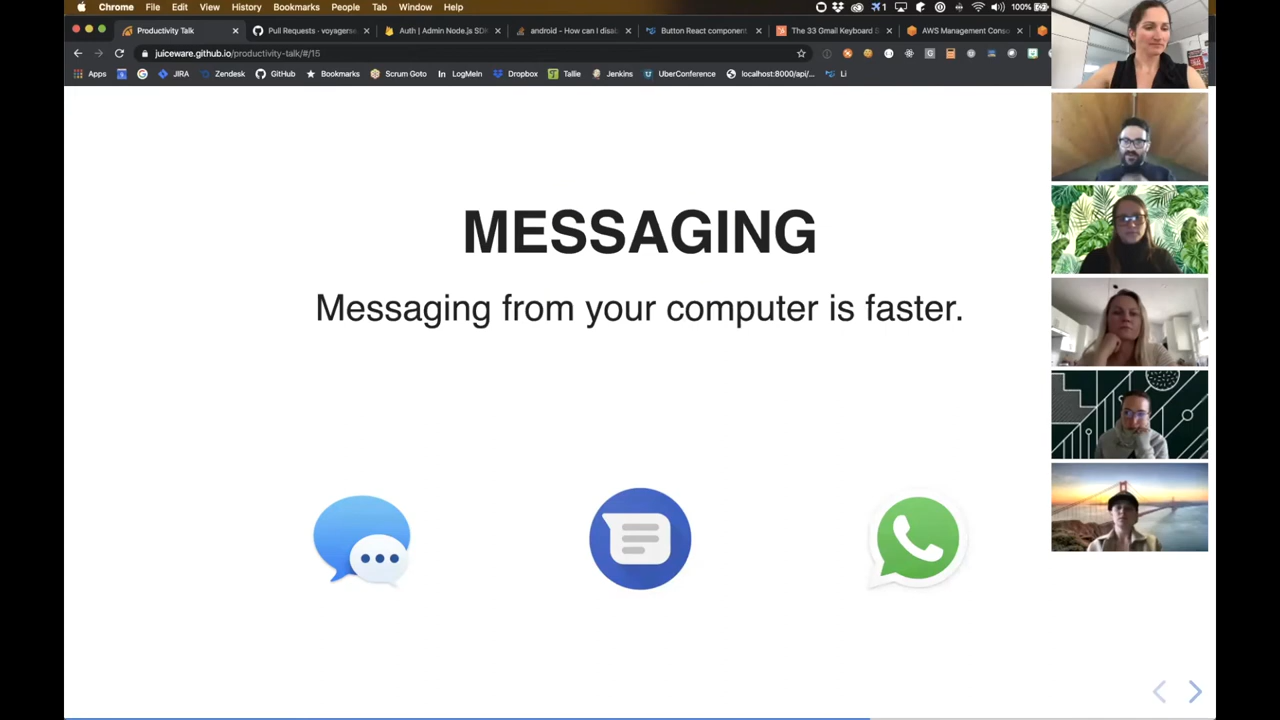 Chrome File Edit View History Bookmarks People Tab Window Help
1 100%
Productivity Talk
Pull Requests · voyagerse
Auth | Admin Node.js SDK
android - How can I disab
Button React component
The 33 Gmail Keyboard S
AWS Management Conso
juiceware.github.io/productivity-talk/#/15
Apps JIRA Zendesk GitHub Bookmarks Scrum Goto LogMeIn Dropbox Tallie Jenkins UberConference localhost:8000/api/... Li
MESSAGING
Messaging from your computer is faster.